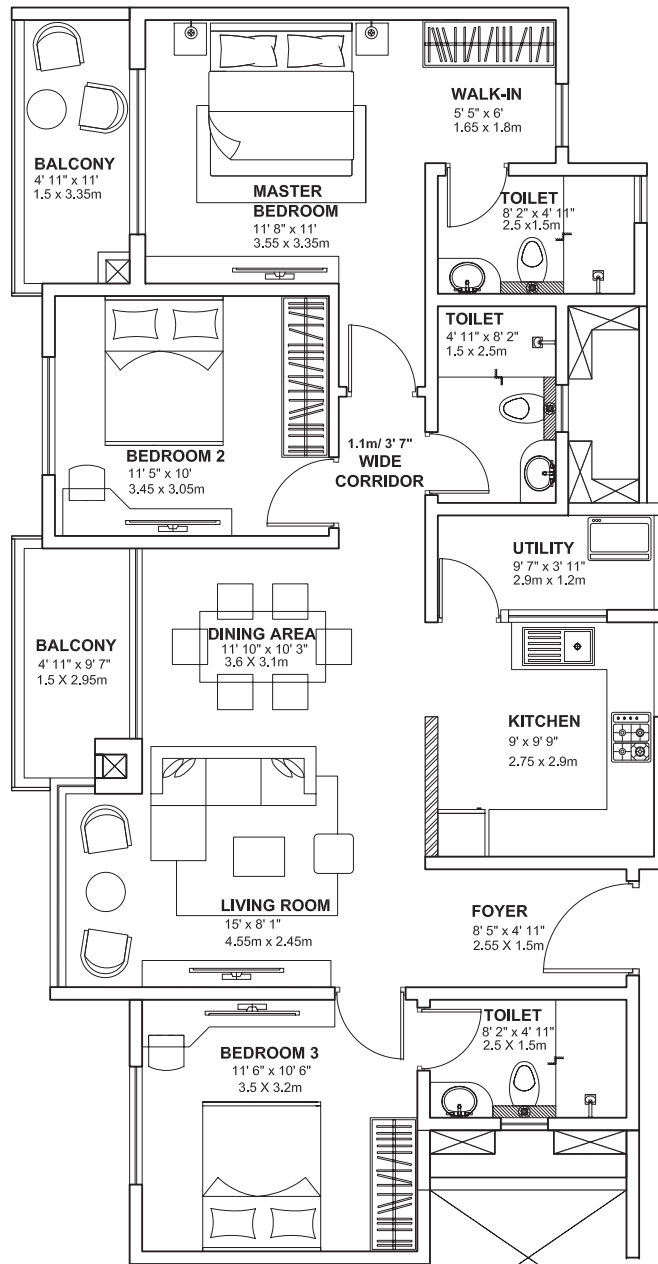 WALK-IN
5' 5" x 6'
1.65 x 1.8m
BALCONY
4' 11" x 11'
1.5 x 3.35m
MASTER
BEDROOM
11' 8" x 11'
3.55 x 3.35m
TOILET
8' 2" x 4' 11"
2.5 x1.5m
TOILET
4' 11" x 8' 2"
1.5 x 2.5m
BEDROOM 2
11' 5" x 10'
3.45 x 3.05m
1.1m/ 3' 7"
WIDE
CORRIDOR
UTILITY
9' 7" x 3' 11"
2.9m x 1.2m
BALCONY
4' 11" x 9' 7"
1.5 X 2.95m
DINING AREA
11' 10" x 10' 3"
3.6 X 3.1m
KITCHEN
9' x 9' 9"
2.75 x 2.9m
LIVING ROOM
15' x 8' 1"
4.55m x 2.45m
FOYER
8' 5" x 4' 11"
2.55 X 1.5m
TOILET
8' 2" x 4' 11"
2.5 X 1.5m
BEDROOM 3
11' 6" x 10' 6"
3.5 X 3.2m